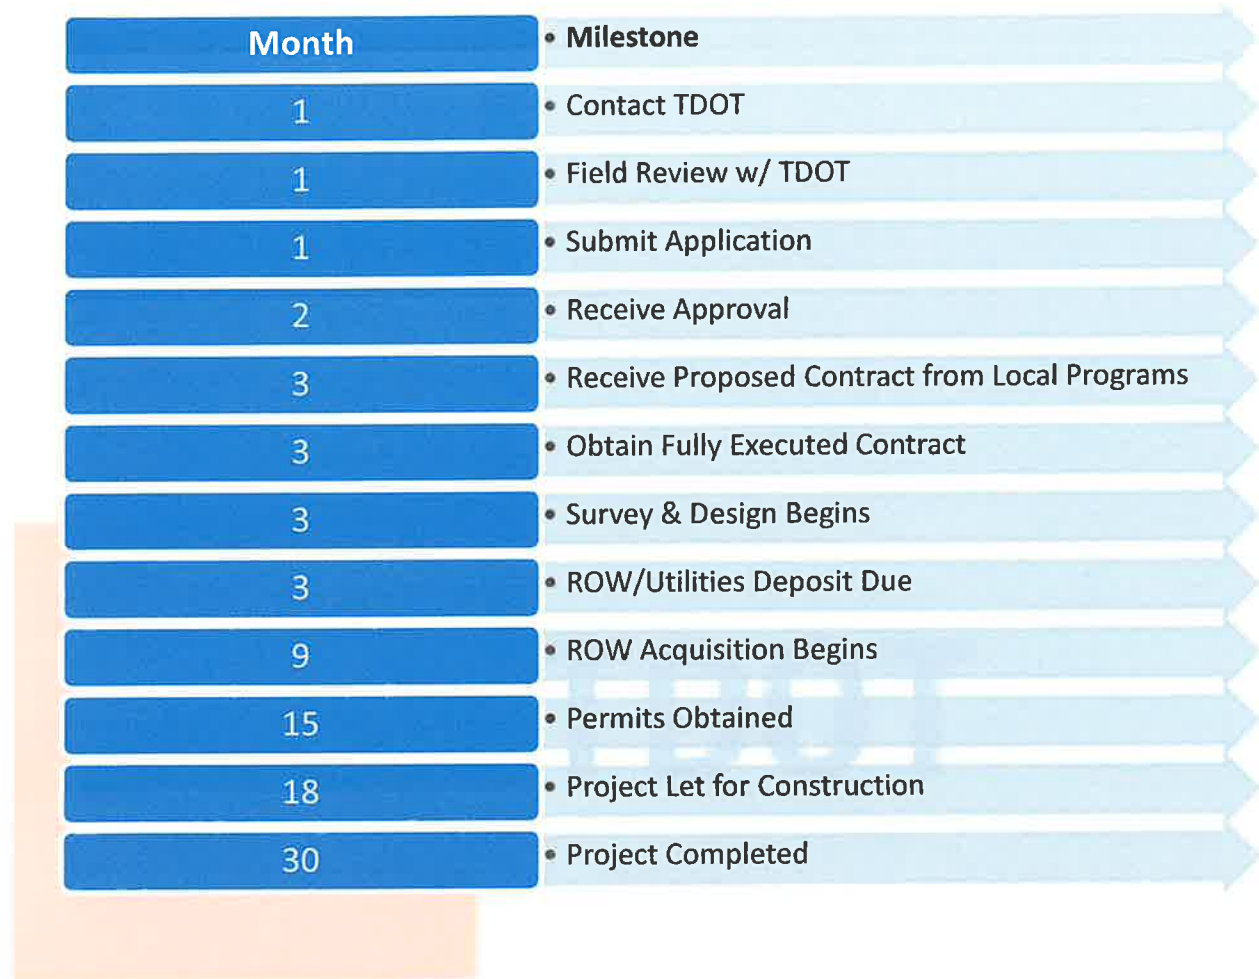 Month • Milestone
1 • Contact TDOT
1 • Field Review w/ TDOT
1 • Submit Application
2 • Receive Approval
3 • Receive Proposed Contract from Local Programs
3 • Obtain Fully Executed Contract
3 • Survey & Design Begins
3 • ROW/Utilities Deposit Due
9 • ROW Acquisition Begins
15 • Permits Obtained
18 • Project Let for Construction
30 • Project Completed
TDOT